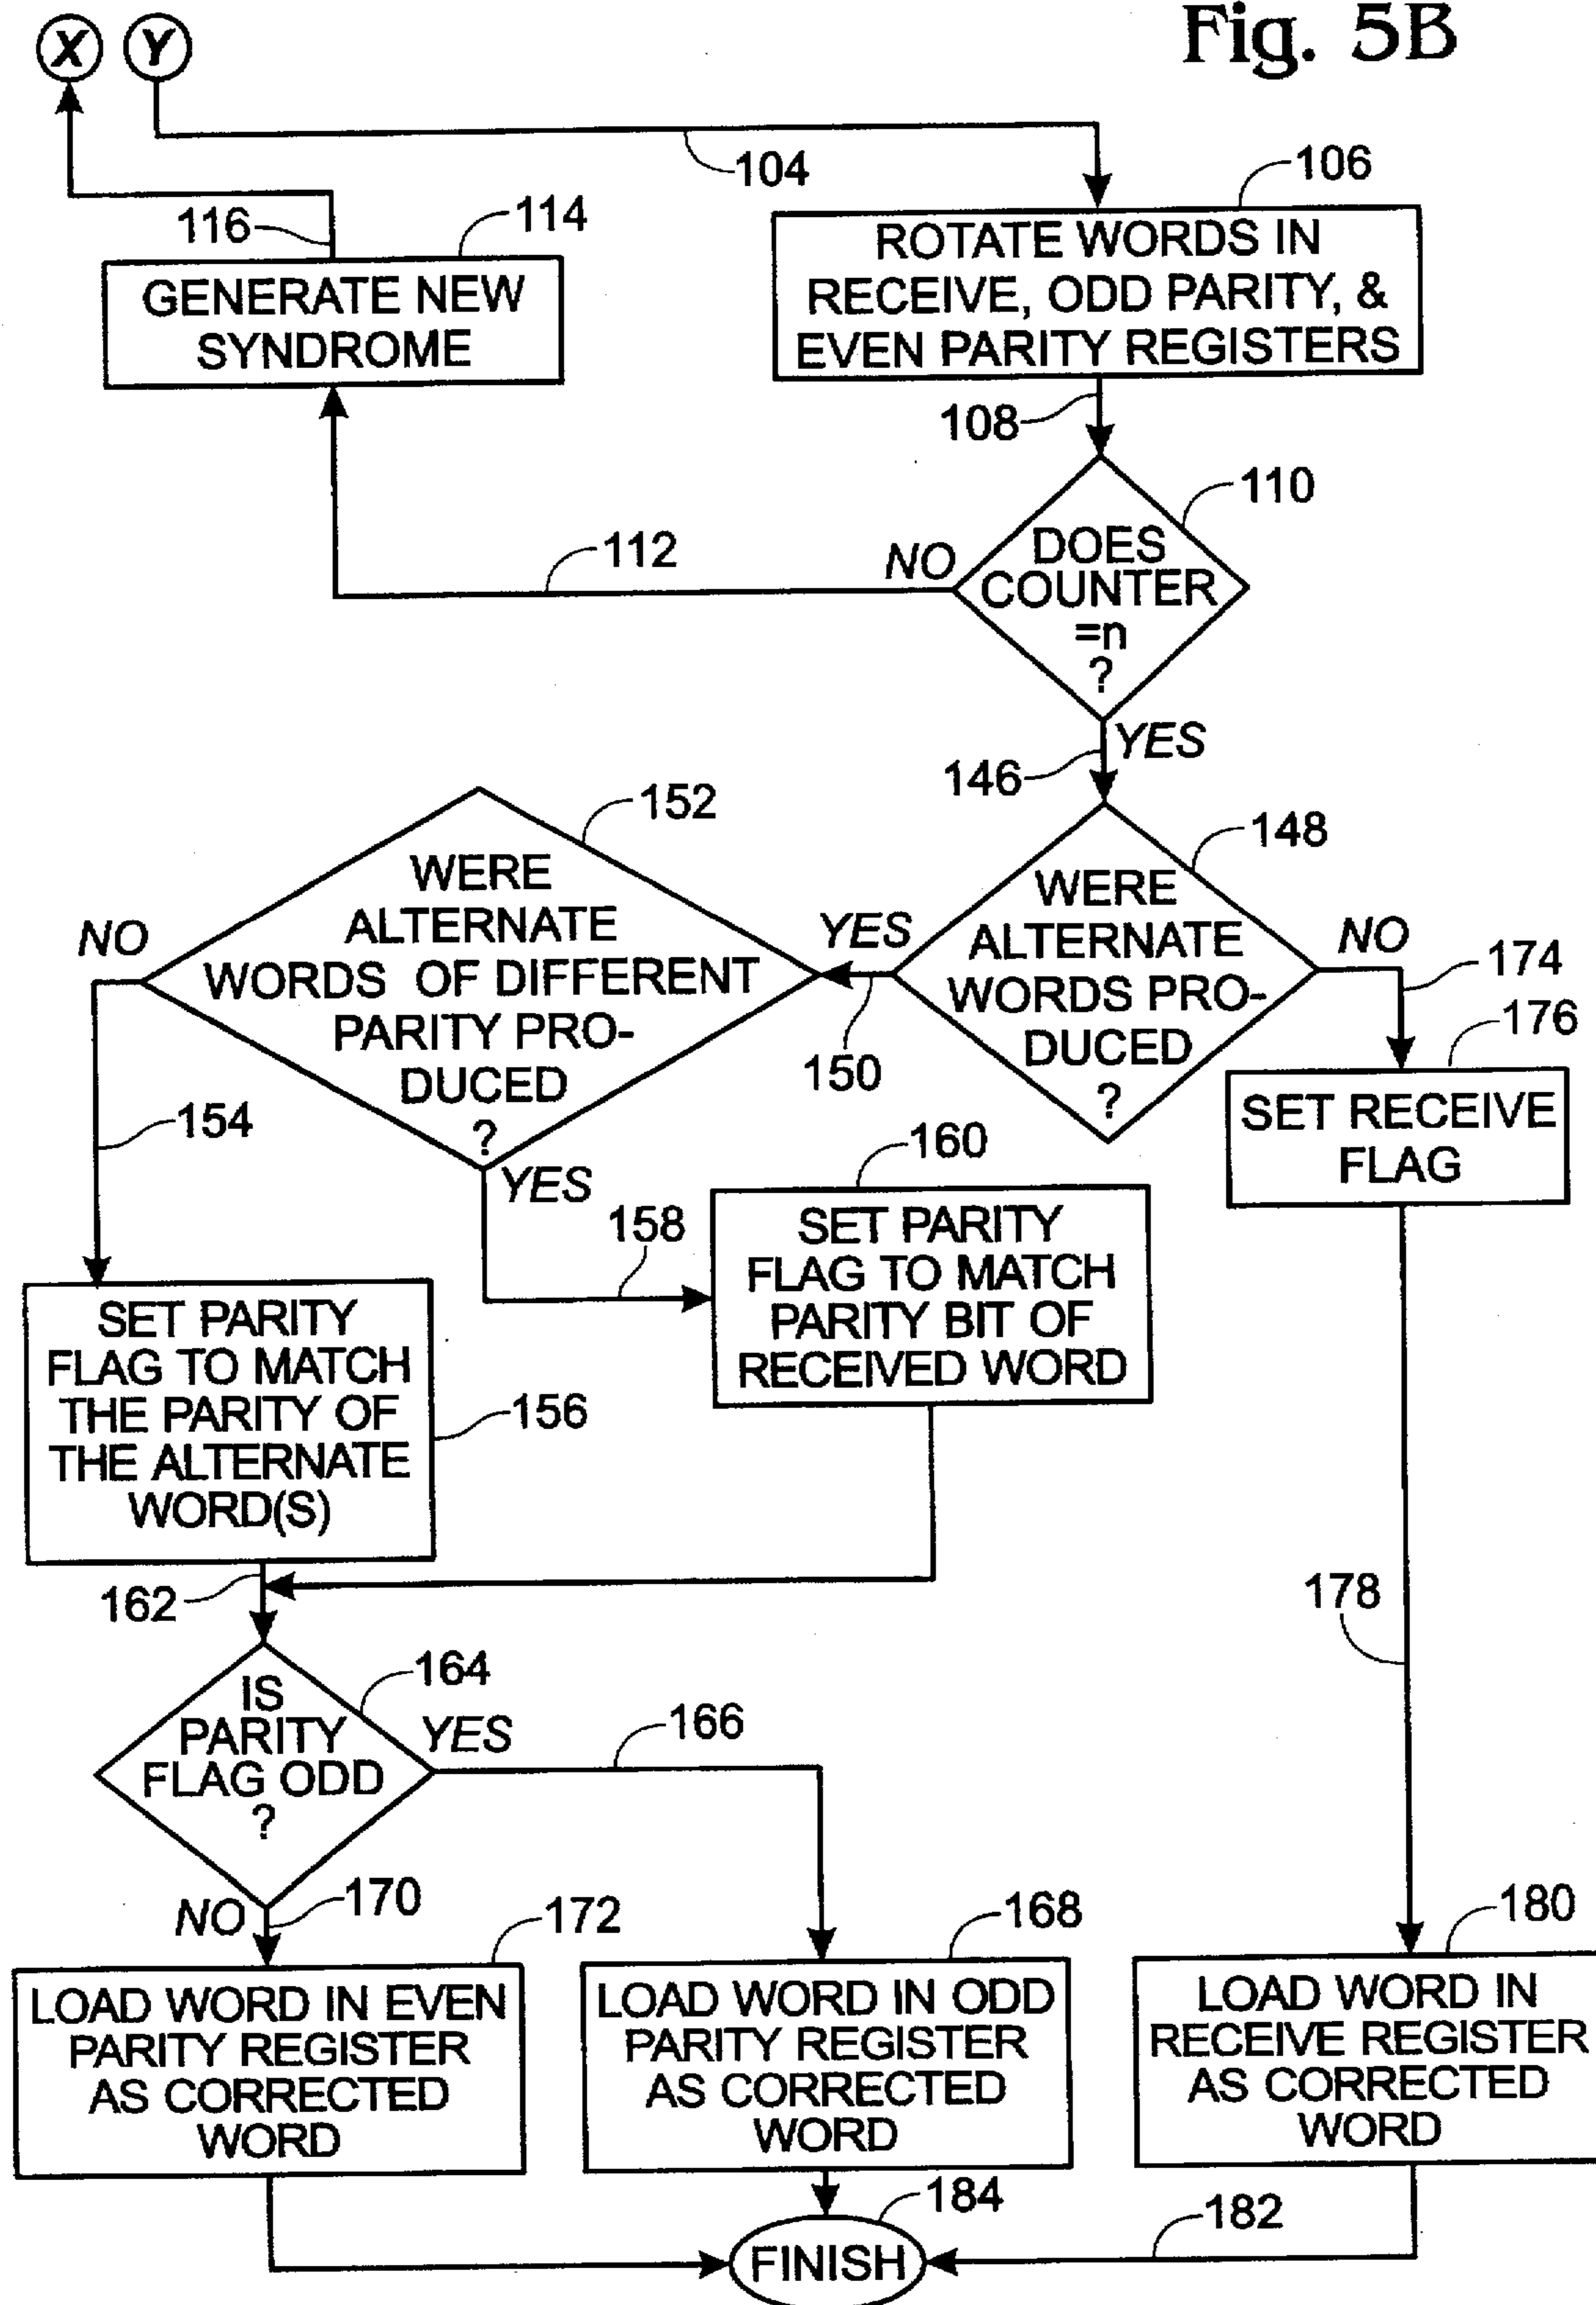 Fig. 5B
X
Y
104
106
ROTATE WORDS IN
RECEIVE, ODD PARITY, &
EVEN PARITY REGISTERS
116
114
GENERATE NEW
SYNDROME
108
110
DOES
COUNTER
=n
?
NO
112
YES
146
148
WERE
ALTERNATE
WORDS PRO-
DUCED
?
YES
150
NO
174
176
SET RECEIVE
FLAG
152
WERE
ALTERNATE
WORDS OF DIFFERENT
PARITY PRO-
DUCED
?
NO
154
YES
158
160
SET PARITY
FLAG TO MATCH
PARITY BIT OF
RECEIVED WORD
SET PARITY
FLAG TO MATCH
THE PARITY OF
THE ALTERNATE
WORD(S)
156
162
178
164
IS
PARITY
FLAG ODD
?
YES
166
NO
170
172
LOAD WORD IN EVEN
PARITY REGISTER
AS CORRECTED
WORD
168
LOAD WORD IN ODD
PARITY REGISTER
AS CORRECTED
WORD
180
LOAD WORD IN
RECEIVE REGISTER
AS CORRECTED
WORD
184
182
FINISH